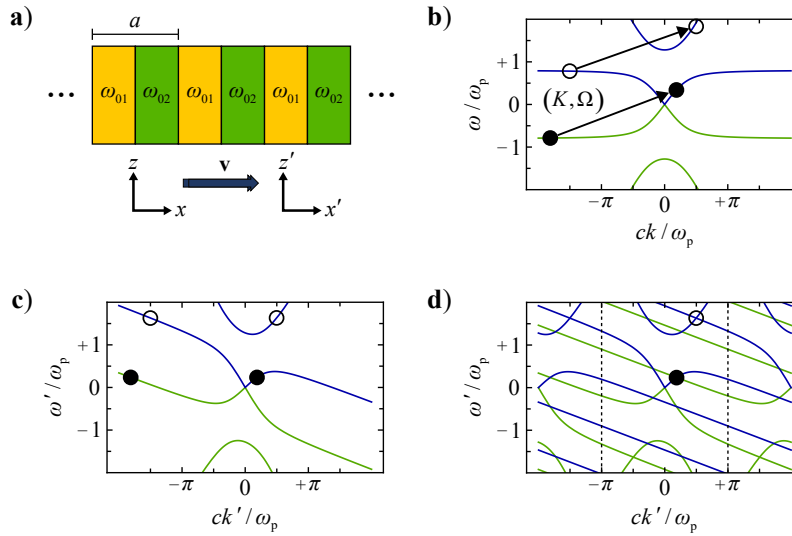 a)
a
ω01 ω02 ω01 ω02 ω01 ω02
... ...
v
z z′
x x′
b)
ω/ωp
+1
0
−1
(K,Ω)
−π 0 +π
ck/ωp
c)
ω′/ωp
+1
0
−1
−π 0 +π
ck′/ωp
d)
ω′/ωp
+1
0
−1
−π 0 +π
ck′/ωp